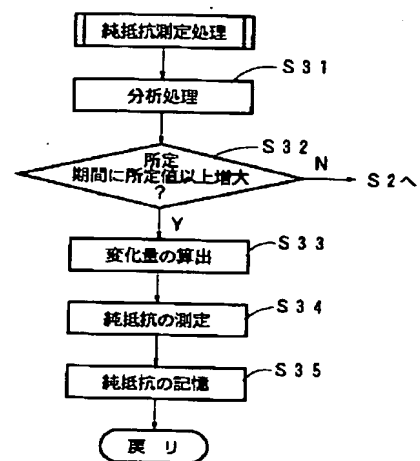 純抵抗測定処理
S31
分析処理
S32
所定
期間に所定値以上増大
?
N
S2へ
Y
S33
変化量の算出
S34
純抵抗の測定
S35
純抵抗の記憶
戻り